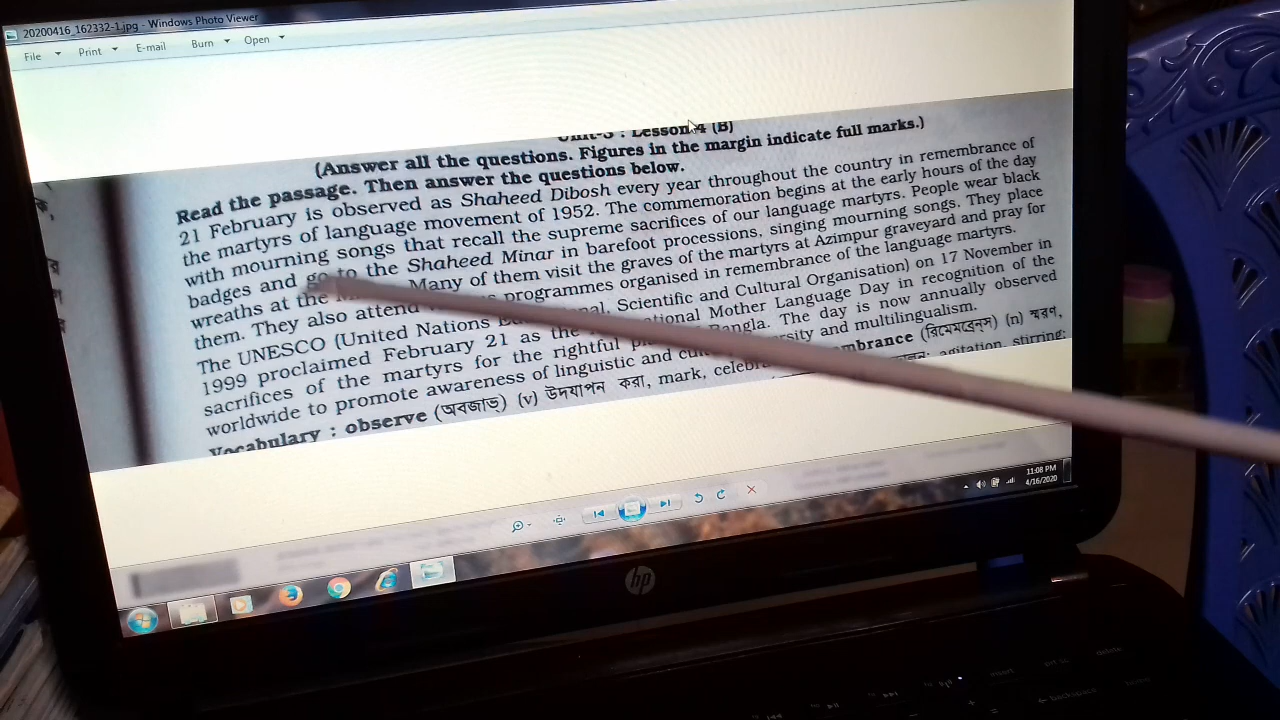 20200416_162332-1.jpg - Windows Photo Viewer
File Print E-mail Burn Open
Unit-3 : Lesson-4 (B)
(Answer all the questions. Figures in the margin indicate full marks.)
Read the passage. Then answer the questions below.
21 February is observed as Shaheed Dibosh every year throughout the country in remembrance of
the martyrs of language movement of 1952. The commemoration begins at the early hours of the day
with mourning songs that recall the supreme sacrifices of our language martyrs. People wear black
badges and go to the Shaheed Minar in barefoot processions, singing mourning songs. They place
wreaths at the Many of them visit the graves of the martyrs at Azimpur graveyard and pray for
them. They also attend programmes organised in remembrance of the language martyrs.
The UNESCO (United Nations Scientific and Cultural Organisation) on 17 November in
1999 proclaimed February 21 as the Mother Language Day in recognition of the
sacrifices of the martyrs for the rightful Bangla. The day is now annually observed
worldwide to promote awareness of linguistic and and multilingualism.
Vocabulary : observe (অবজার্ভ) (v) উদযাপন করা, mark, (রিমেমব্রেন্স) (n) স্মরণ,
agitation, stirring;
11:08 PM
4/16/2020
hp
backspace